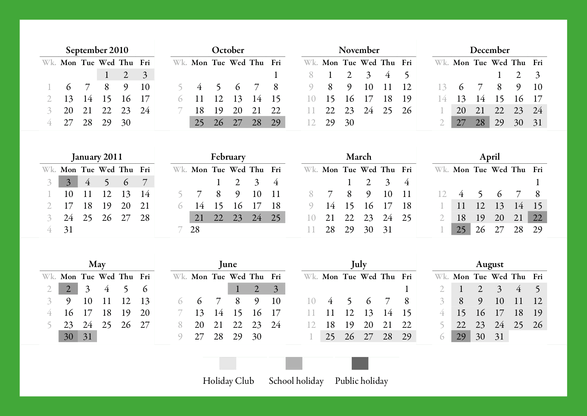 September 2010
Wk. Mon Tue Wed Thu Fri
1 2 3
1 6 7 8 9 10
2 13 14 15 16 17
3 20 21 22 23 24
4 27 28 29 30
October
Wk. Mon Tue Wed Thu Fri
1
5 4 5 6 7 8
6 11 12 13 14 15
7 18 19 20 21 22
25 26 27 28 29
November
Wk. Mon Tue Wed Thu Fri
8 1 2 3 4 5
9 8 9 10 11 12
10 15 16 17 18 19
11 22 23 24 25 26
12 29 30
December
Wk. Mon Tue Wed Thu Fri
1 2 3
13 6 7 8 9 10
14 13 14 15 16 17
1 20 21 22 23 24
2 27 28 29 30 31
January 2011
Wk. Mon Tue Wed Thu Fri
3 3 4 5 6 7
1 10 11 12 13 14
2 17 18 19 20 21
3 24 25 26 27 28
4 31
February
Wk. Mon Tue Wed Thu Fri
1 2 3 4
5 7 8 9 10 11
6 14 15 16 17 18
21 22 23 24 25
7 28
March
Wk. Mon Tue Wed Thu Fri
1 2 3 4
8 7 8 9 10 11
9 14 15 16 17 18
10 21 22 23 24 25
11 28 29 30 31
April
Wk. Mon Tue Wed Thu Fri
1
12 4 5 6 7 8
1 11 12 13 14 15
2 18 19 20 21 22
1 25 26 27 28 29
May
Wk. Mon Tue Wed Thu Fri
2 2 3 4 5 6
3 9 10 11 12 13
4 16 17 18 19 20
5 23 24 25 26 27
30 31
June
Wk. Mon Tue Wed Thu Fri
1 2 3
6 6 7 8 9 10
7 13 14 15 16 17
8 20 21 22 23 24
9 27 28 29 30
July
Wk. Mon Tue Wed Thu Fri
1
10 4 5 6 7 8
11 11 12 13 14 15
12 18 19 20 21 22
1 25 26 27 28 29
August
Wk. Mon Tue Wed Thu Fri
2 1 2 3 4 5
3 8 9 10 11 12
4 15 16 17 18 19
5 22 23 24 25 26
6 29 30 31
Holiday Club School holiday Public holiday